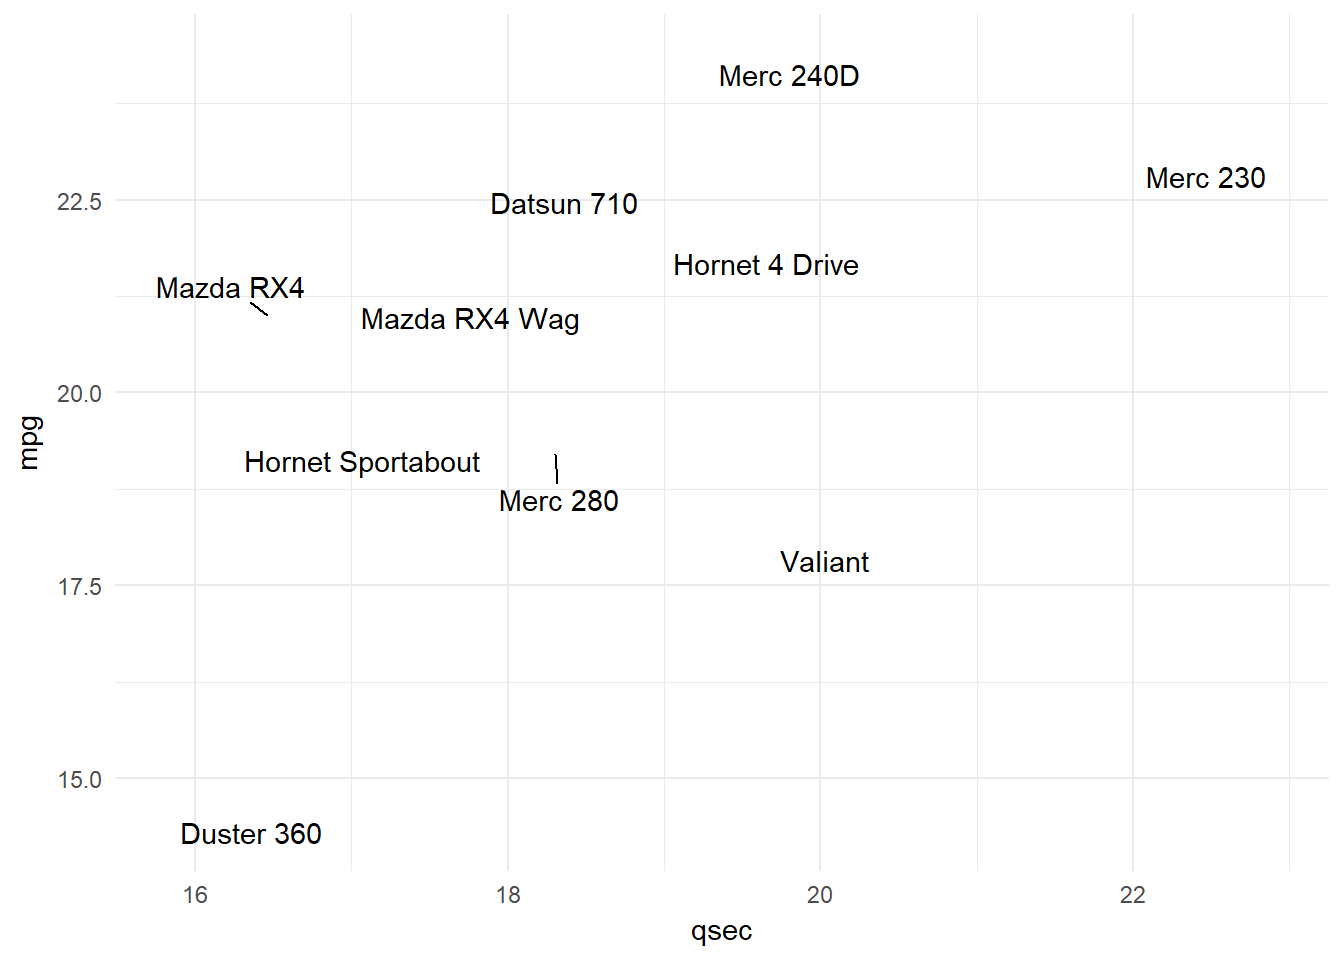 Merc 240D
Merc 230
22.5
Datsun 710
Hornet 4 Drive
Mazda RX4
Mazda RX4 Wag
20.0
mpg
Hornet Sportabout
Merc 280
Valiant
17.5
15.0
Duster 360
16 18 20 22
qsec